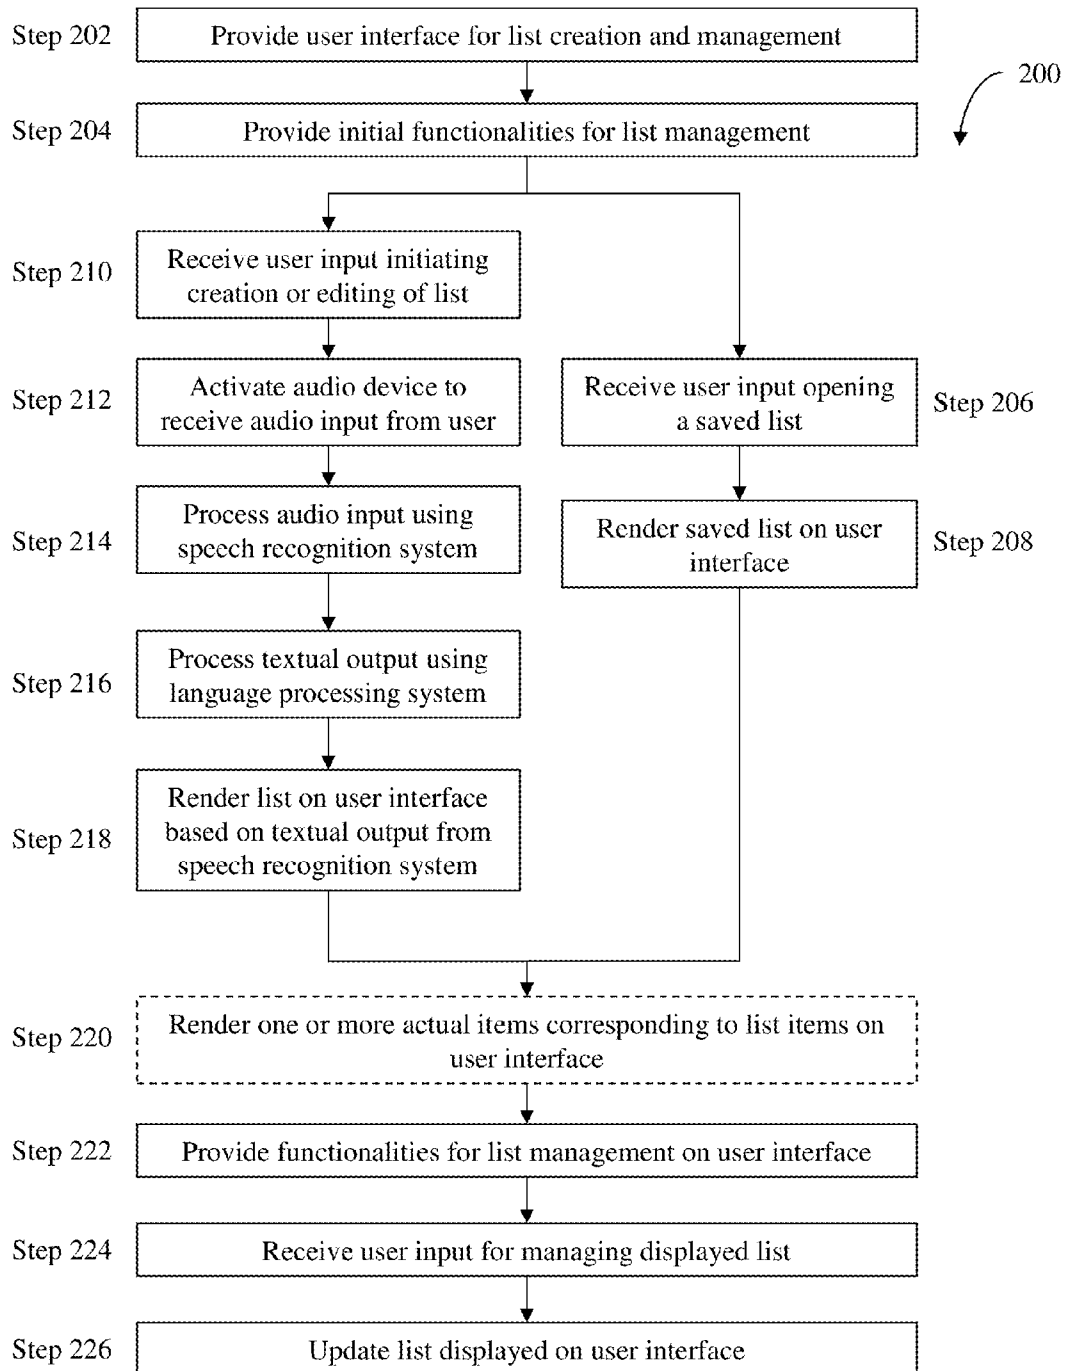 Step 202
Provide user interface for list creation and management
200
Step 204
Provide initial functionalities for list management
Step 210
Receive user input initiating
creation or editing of list
Step 212
Activate audio device to
receive audio input from user
Receive user input opening
a saved list
Step 206
Step 214
Process audio input using
speech recognition system
Render saved list on user
interface
Step 208
Step 216
Process textual output using
language processing system
Step 218
Render list on user interface
based on textual output from
speech recognition system
Step 220
Render one or more actual items corresponding to list items on
user interface
Step 222
Provide functionalities for list management on user interface
Step 224
Receive user input for managing displayed list
Step 226
Update list displayed on user interface